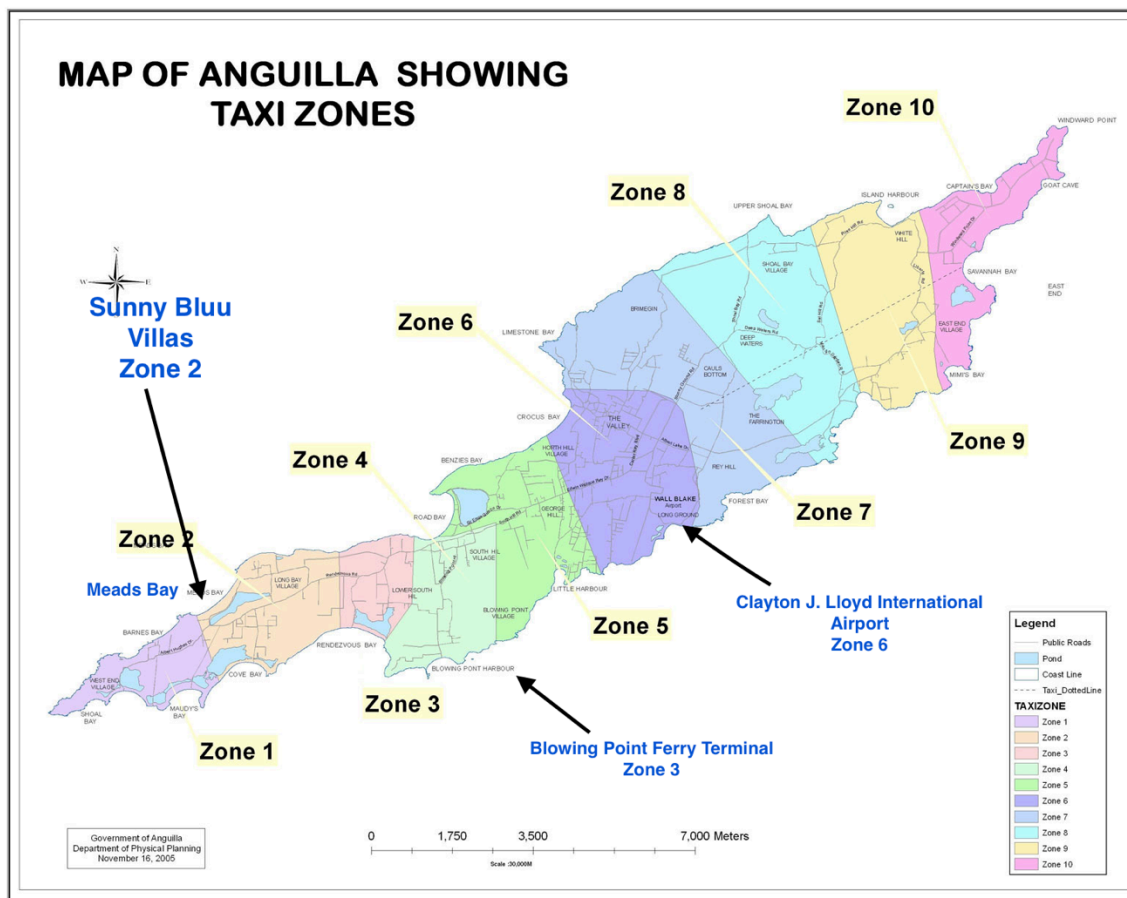 MAP OF ANGUILLA SHOWING
TAXI ZONES
Zone 10
WINDWARD POINT
CAPTAIN'S BAY
GOAT CAVE
ISLAND HARBOUR
Zone 8
UPPER SHOAL BAY
WHITE HILL
SHOAL BAY VILLAGE
SAVANNAH BAY
EAST END
N
W E
S
Sunny Bluu
Villas
Zone 2
BRIMEGIN
Zone 6
LIMESTONE BAY
DEEP WATERS
EAST END VILLAGE
CAULS BOTTOM
MIMI'S BAY
CROCUS BAY
THE VALLEY
THE FARRINGTON
Zone 9
NORTH HILL VILLAGE
BENZIES BAY
Zone 4
REY HILL
WALL BLAKE
Airport
LONG GROUND
FOREST BAY
Zone 7
GEORGE HILL
ROAD BAY
Zone 2
SOUTH HILL VILLAGE
LONG BAY VILLAGE
Meads Bay
LITTLE HARBOUR
LOWER SOUTH HIL
Clayton J. Lloyd International
Airport
Zone 6
BLOWING POINT VILLAGE
Zone 5
BARNES BAY
RENDEZVOUS BAY
BLOWING PONT HARBOUR
COVE BAY
WEST END VILLAGE
Zone 3
SHOAL BAY
MAUDY'S BAY
Zone 1
Blowing Point Ferry Terminal
Zone 3
Legend
Public Roads
Pond
Coast Line
Taxi_DottedLine
TAXIZONE
Zone 1
Zone 2
Zone 3
Zone 4
Zone 5
Zone 6
Zone 7
Zone 8
Zone 9
Zone 10
Government of Anguilla
Department of Physical Planning
November 16, 2005
0 1,750 3,500 7,000 Meters
Scale :30,000M